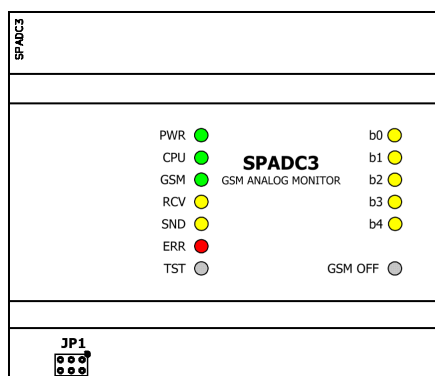 SPADC3
PWR
b0
CPU
SPADC3
b1
GSM
GSM ANALOG MONITOR
b2
RCV
b3
SND
b4
ERR
TST
GSM OFF
JP1